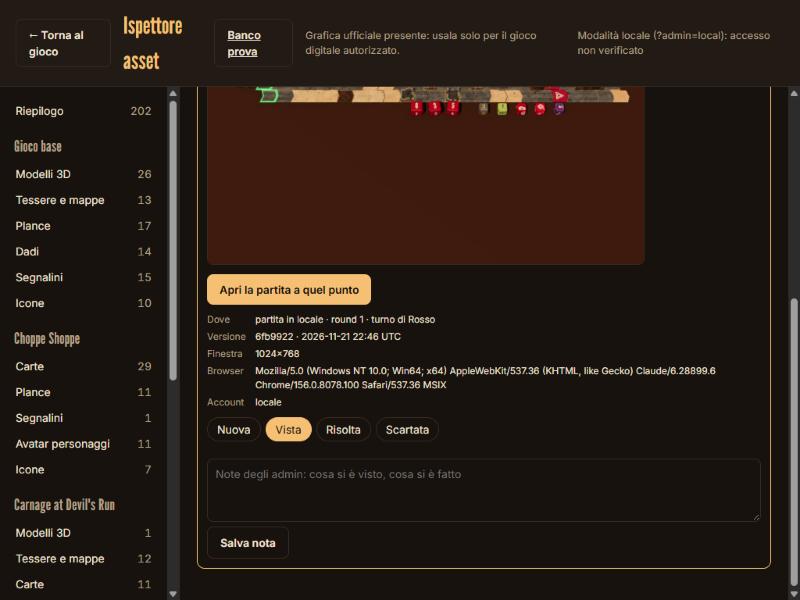 ← Torna al
gioco
Ispettore
asset
Banco
prova
Grafica ufficiale presente: usala solo per il gioco
digitale autorizzato.
Modalità locale (?admin=local): accesso
non verificato
Riepilogo 202
Gioco base
Modelli 3D 26
Tessere e mappe 13
Plance 17
Dadi 14
Segnalini 15
Icone 10
Choppe Shoppe
Carte 29
Plance 11
Segnalini 1
Avatar personaggi 11
Icone 7
Carnage at Devil's Run
Modelli 3D 1
Tessere e mappe 12
Carte 11
Apri la partita a quel punto
Dove partita in locale · round 1 · turno di Rosso
Versione 6fb9922 · 2026-11-21 22:46 UTC
Finestra 1024×768
Browser Mozilla/5.0 (Windows NT 10.0; Win64; x64) AppleWebKit/537.36 (KHTML, like Gecko) Claude/6.28899.6
Chrome/156.0.8078.100 Safari/537.36 MSIX
Account locale
Nuova Vista Risolta Scartata
Note degli admin: cosa si è visto, cosa si è fatto
Salva nota